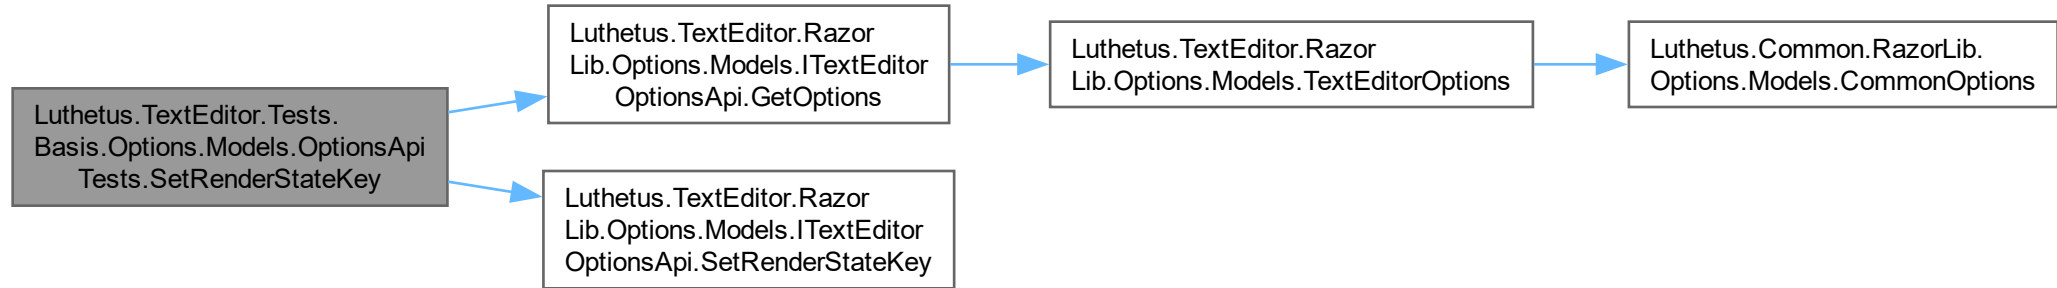 Luthetus.TextEditor.Tests.
Basis.Options.Models.OptionsApi
Tests.SetRenderStateKey
Luthetus.TextEditor.Razor
Lib.Options.Models.ITextEditor
OptionsApi.GetOptions
Luthetus.TextEditor.Razor
Lib.Options.Models.TextEditorOptions
Luthetus.Common.RazorLib.
Options.Models.CommonOptions
Luthetus.TextEditor.Razor
Lib.Options.Models.ITextEditor
OptionsApi.SetRenderStateKey